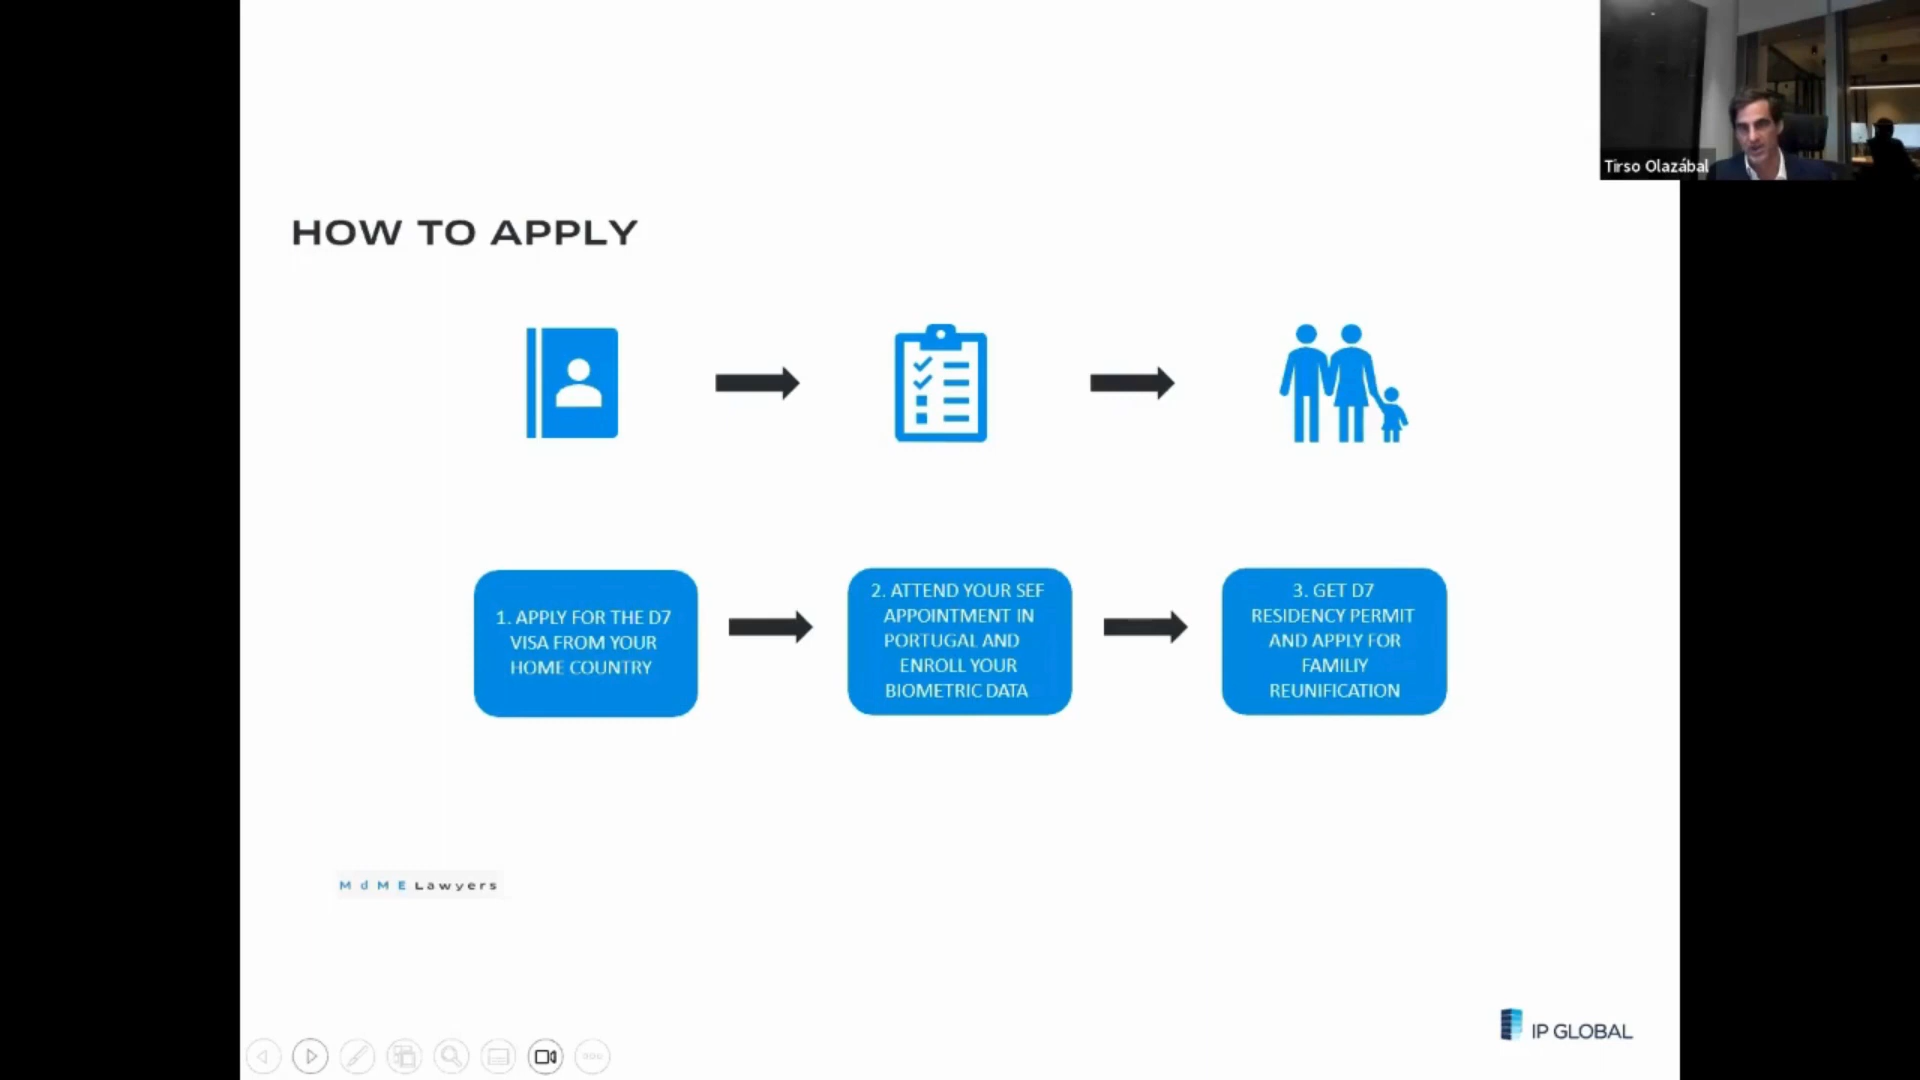 Tirso Olazábal
HOW TO APPLY
1. APPLY FOR THE D7
VISA FROM YOUR
HOME COUNTRY
2. ATTEND YOUR SEF
APPOINTMENT IN
PORTUGAL AND
ENROLL YOUR
BIOMETRIC DATA
3. GET D7
RESIDENCY PERMIT
AND APPLY FOR
FAMILIY
REUNIFICATION
MdME Lawyers
IP GLOBAL